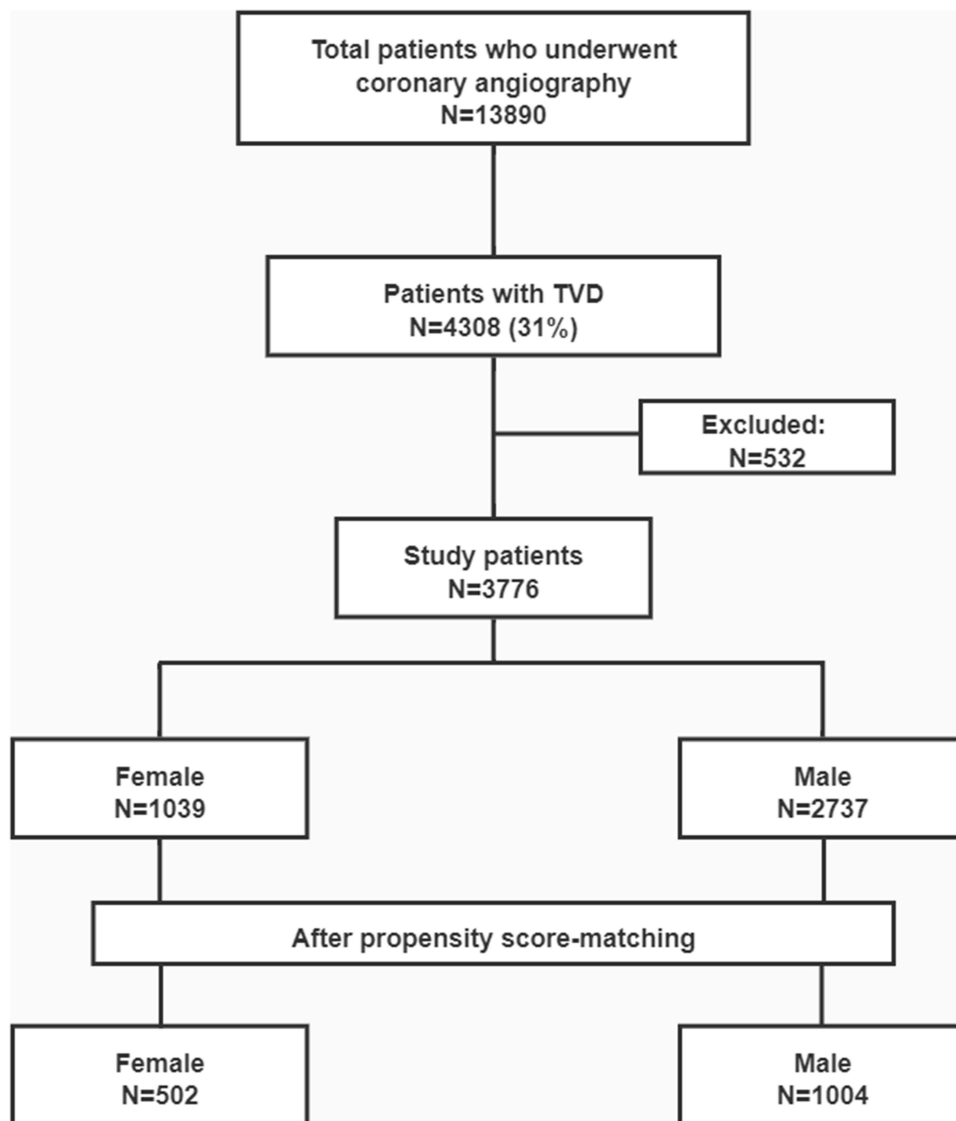 Total patients who underwent
coronary angiography
N=13890
Patients with TVD
N=4308 (31%)
Excluded:
N=532
Study patients
N=3776
Female
N=1039
Male
N=2737
After propensity score-matching
Female
N=502
Male
N=1004